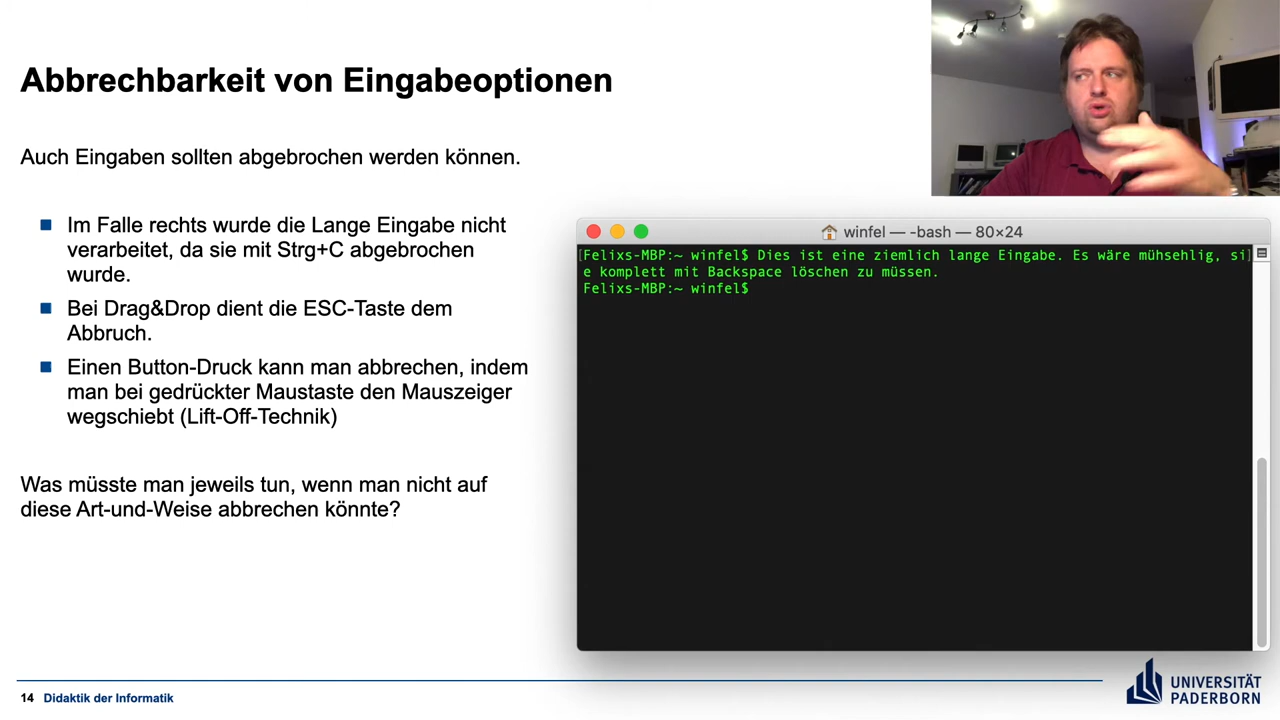 Abbrechbarkeit von Eingabeoptionen
Auch Eingaben sollten abgebrochen werden können.
Im Falle rechts wurde die Lange Eingabe nicht
verarbeitet, da sie mit Strg+C abgebrochen
wurde.
Bei Drag&Drop dient die ESC-Taste dem
Abbruch.
Einen Button-Druck kann man abbrechen, indem
man bei gedrückter Maustaste den Mauszeiger
wegschiebt (Lift-Off-Technik)
Was müsste man jeweils tun, wenn man nicht auf
diese Art-und-Weise abbrechen könnte?
winfel — -bash — 80×24
[Felixs-MBP:~ winfel$ Dies ist eine ziemlich lange Eingabe. Es wäre mühsehlig, si]
e komplett mit Backspace löschen zu müssen.
Felixs-MBP:~ winfel$
14 Didaktik der Informatik
UNIVERSITÄT
PADERBORN